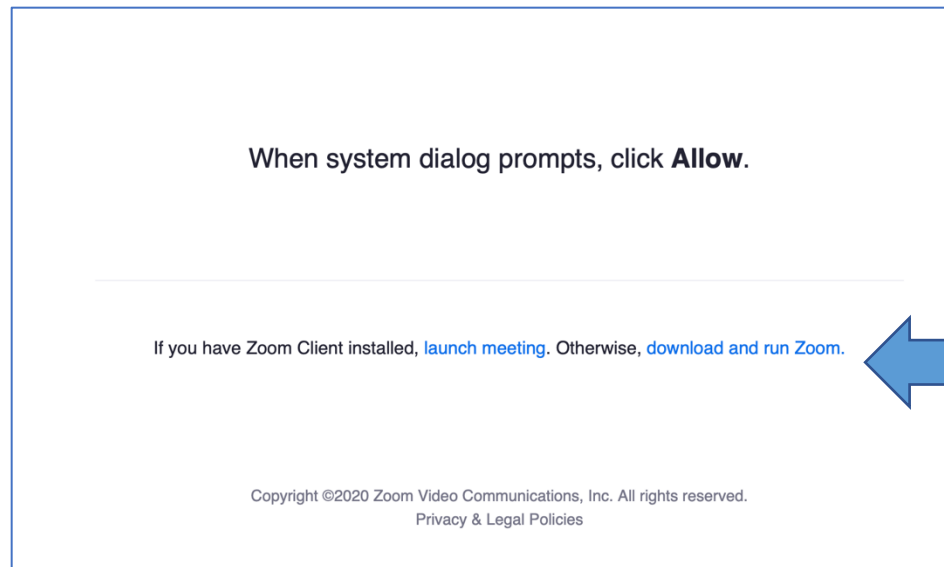 When system dialog prompts, click Allow.
If you have Zoom Client installed, launch meeting. Otherwise, download and run Zoom.
Copyright ©2020 Zoom Video Communications, Inc. All rights reserved.
Privacy & Legal Policies